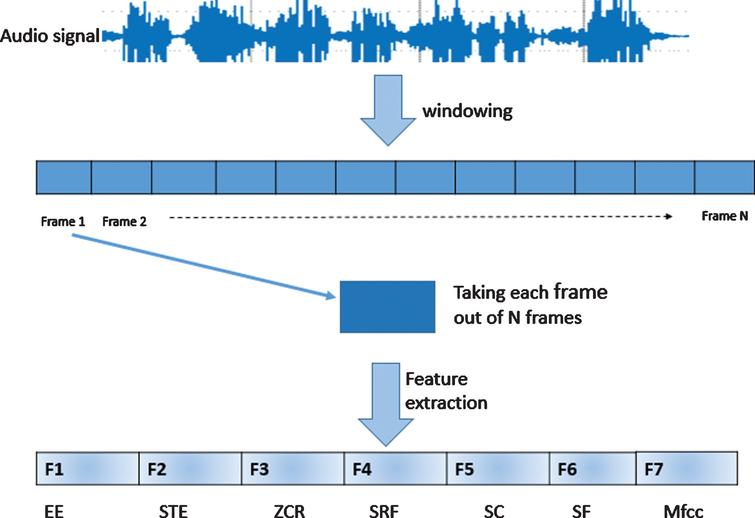 Audio signal
windowing
Frame 1 Frame 2 Frame N
Taking each frame
out of N frames
Feature
extraction
F1 F2 F3 F4 F5 F6 F7
EE STE ZCR SRF SC SF Mfcc